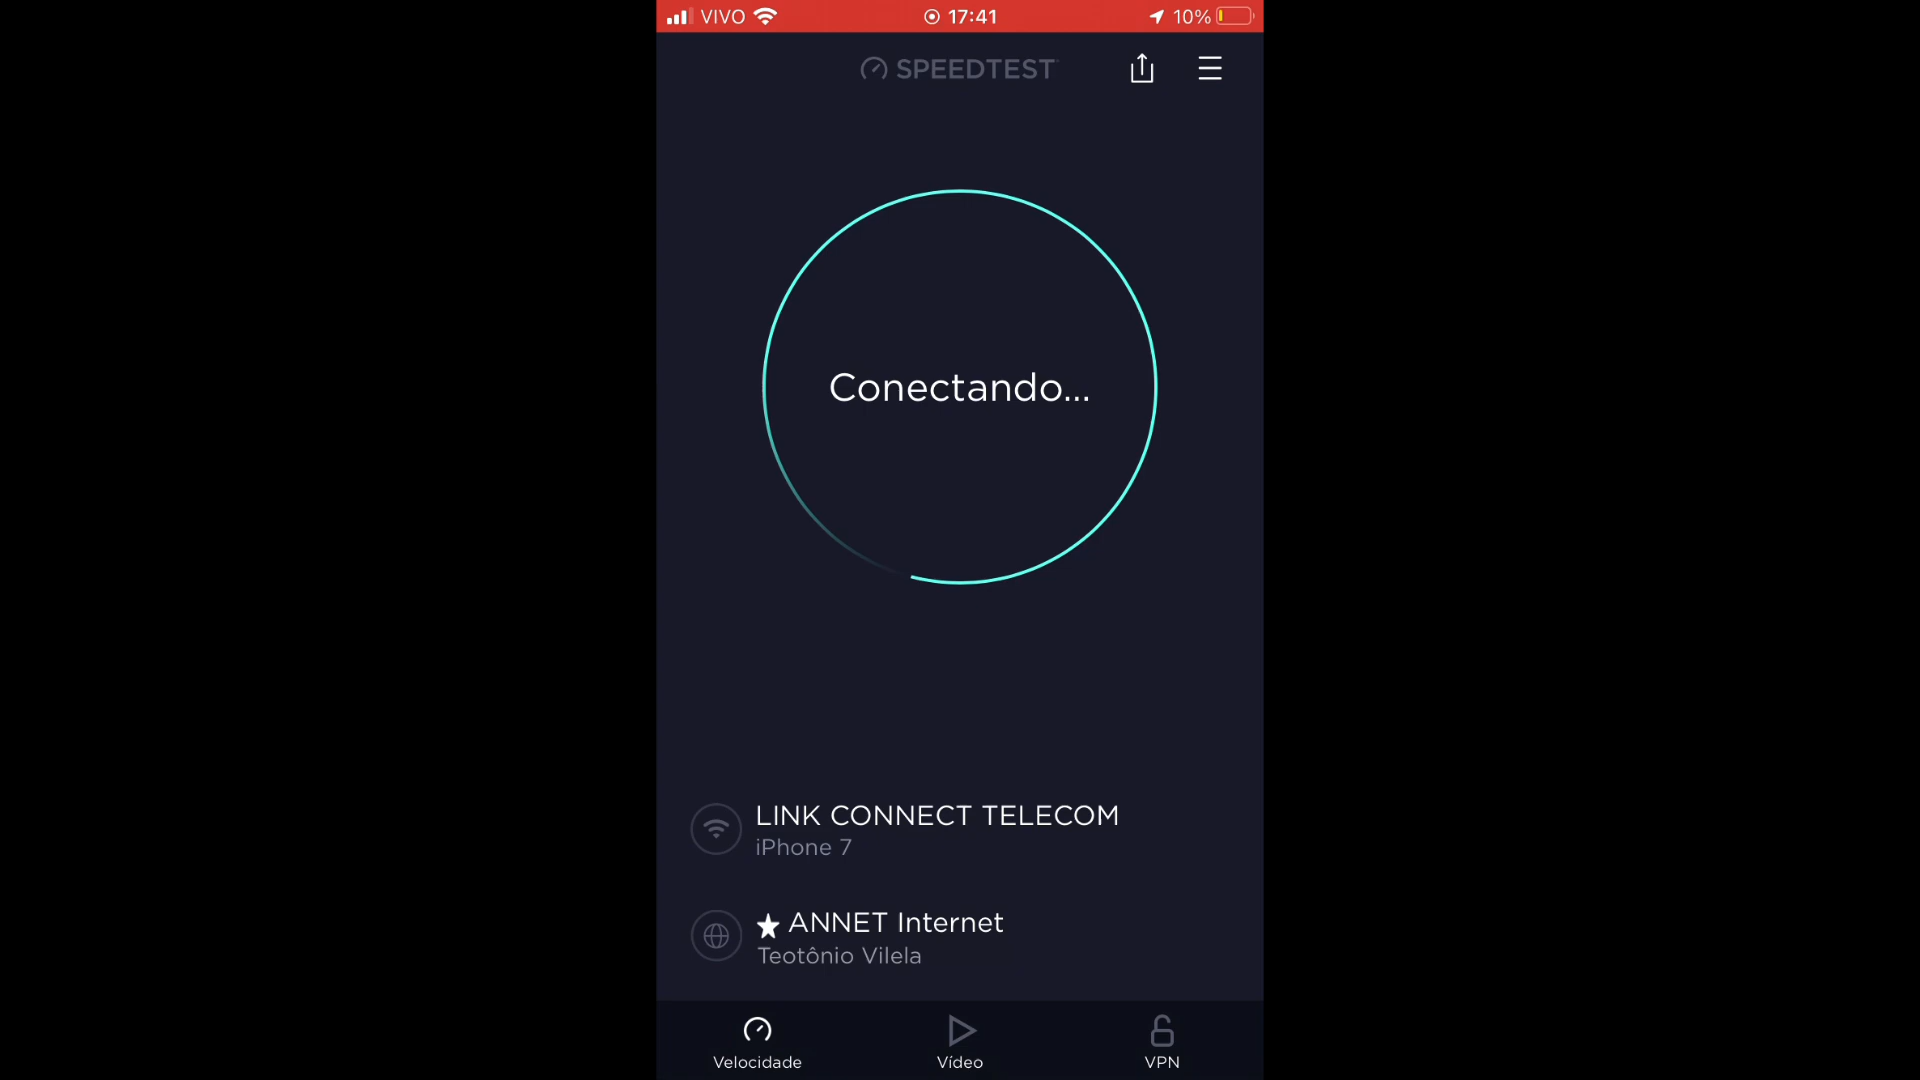 VIVO 17:41 10%
SPEEDTEST
Conectando...
LINK CONNECT TELECOM
iPhone 7
★ ANNET Internet
Teotônio Vilela
Velocidade Vídeo VPN